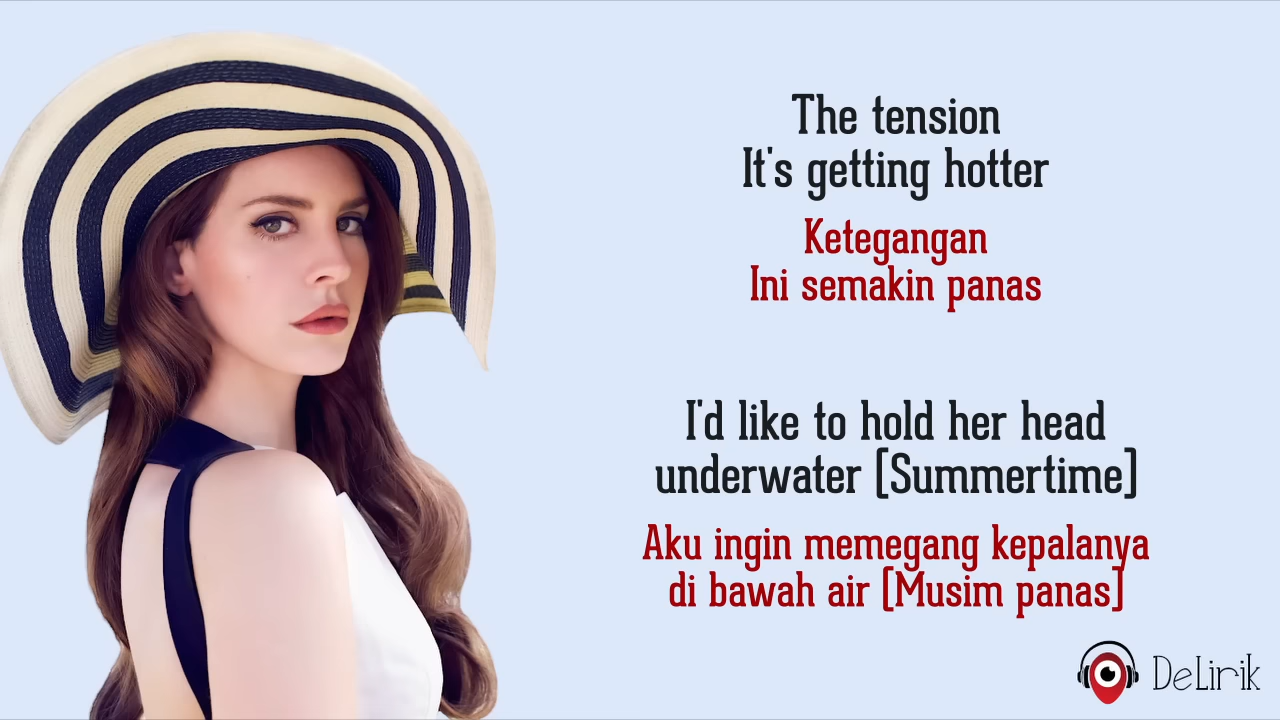 The tension
It's getting hotter
Ketegangan
Ini semakin panas
I'd like to hold her head
underwater [Summertime]
Aku ingin memegang kepalanya
di bawah air [Musim panas]
DeLirik